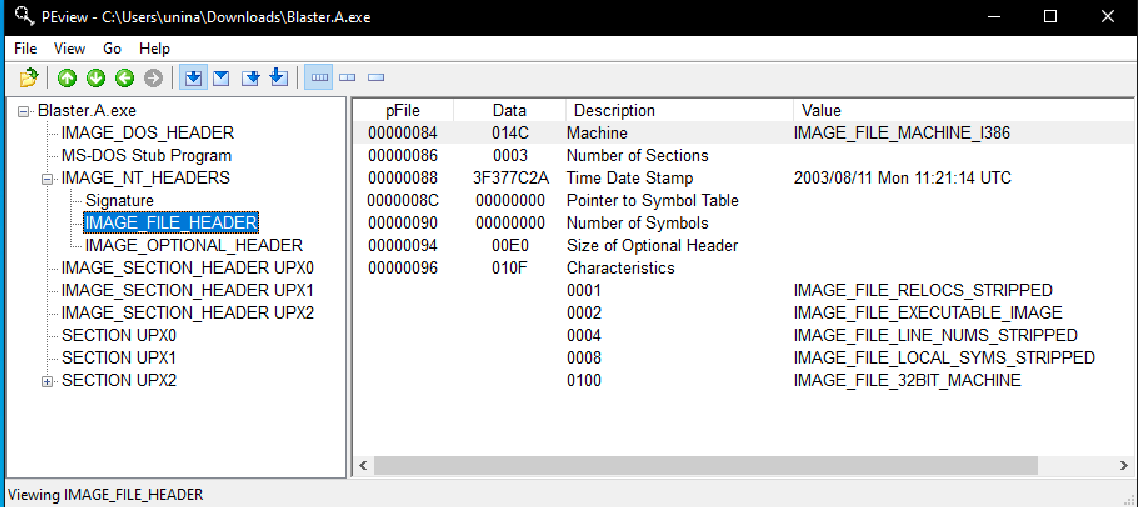 PEview - C:\Users\unina\Downloads\Blaster.A.exe
File View Go Help
Blaster.A.exe
IMAGE_DOS_HEADER
MS-DOS Stub Program
IMAGE_NT_HEADERS
Signature
IMAGE_FILE_HEADER
IMAGE_OPTIONAL_HEADER
IMAGE_SECTION_HEADER UPX0
IMAGE_SECTION_HEADER UPX1
IMAGE_SECTION_HEADER UPX2
SECTION UPX0
SECTION UPX1
SECTION UPX2
pFile Data Description Value
00000084 014C Machine IMAGE_FILE_MACHINE_I386
00000086 0003 Number of Sections
00000088 3F377C2A Time Date Stamp 2003/08/11 Mon 11:21:14 UTC
0000008C 00000000 Pointer to Symbol Table
00000090 00000000 Number of Symbols
00000094 00E0 Size of Optional Header
00000096 010F Characteristics
0001 IMAGE_FILE_RELOCS_STRIPPED
0002 IMAGE_FILE_EXECUTABLE_IMAGE
0004 IMAGE_FILE_LINE_NUMS_STRIPPED
0008 IMAGE_FILE_LOCAL_SYMS_STRIPPED
0100 IMAGE_FILE_32BIT_MACHINE
Viewing IMAGE_FILE_HEADER